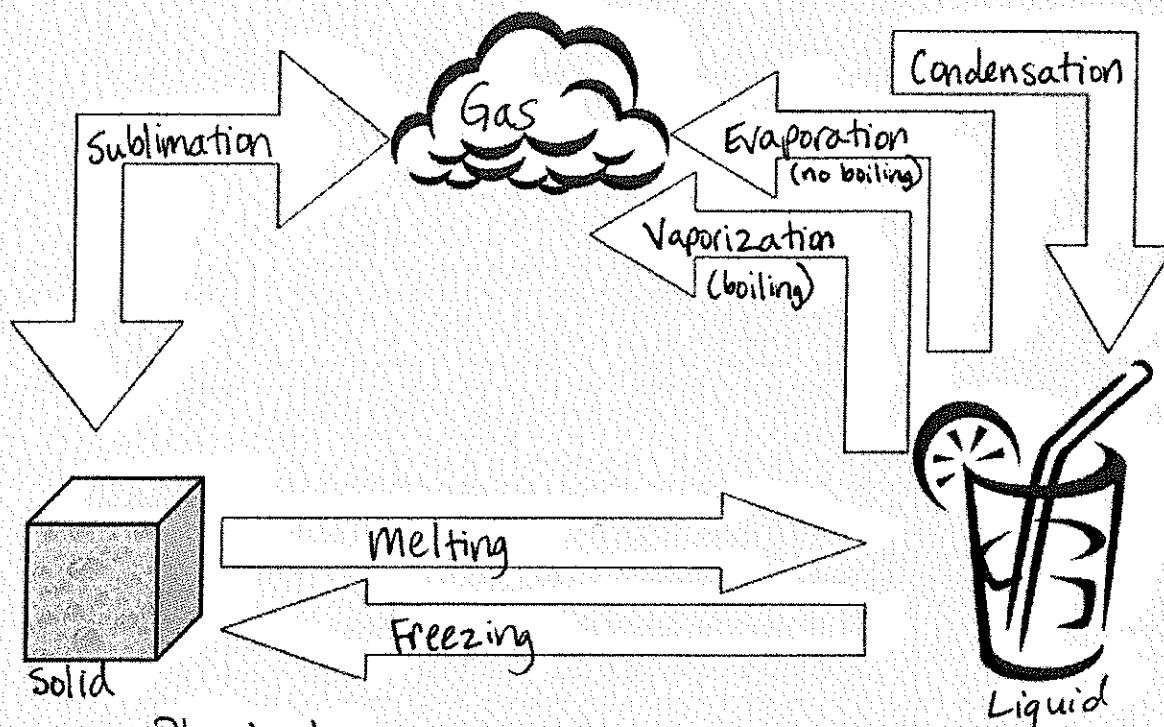 Condensation
Gas
Sublimation
Evaporation
(no boiling)
Vaporization
(boiling)
Melting
Freezing
Solid
Liquid